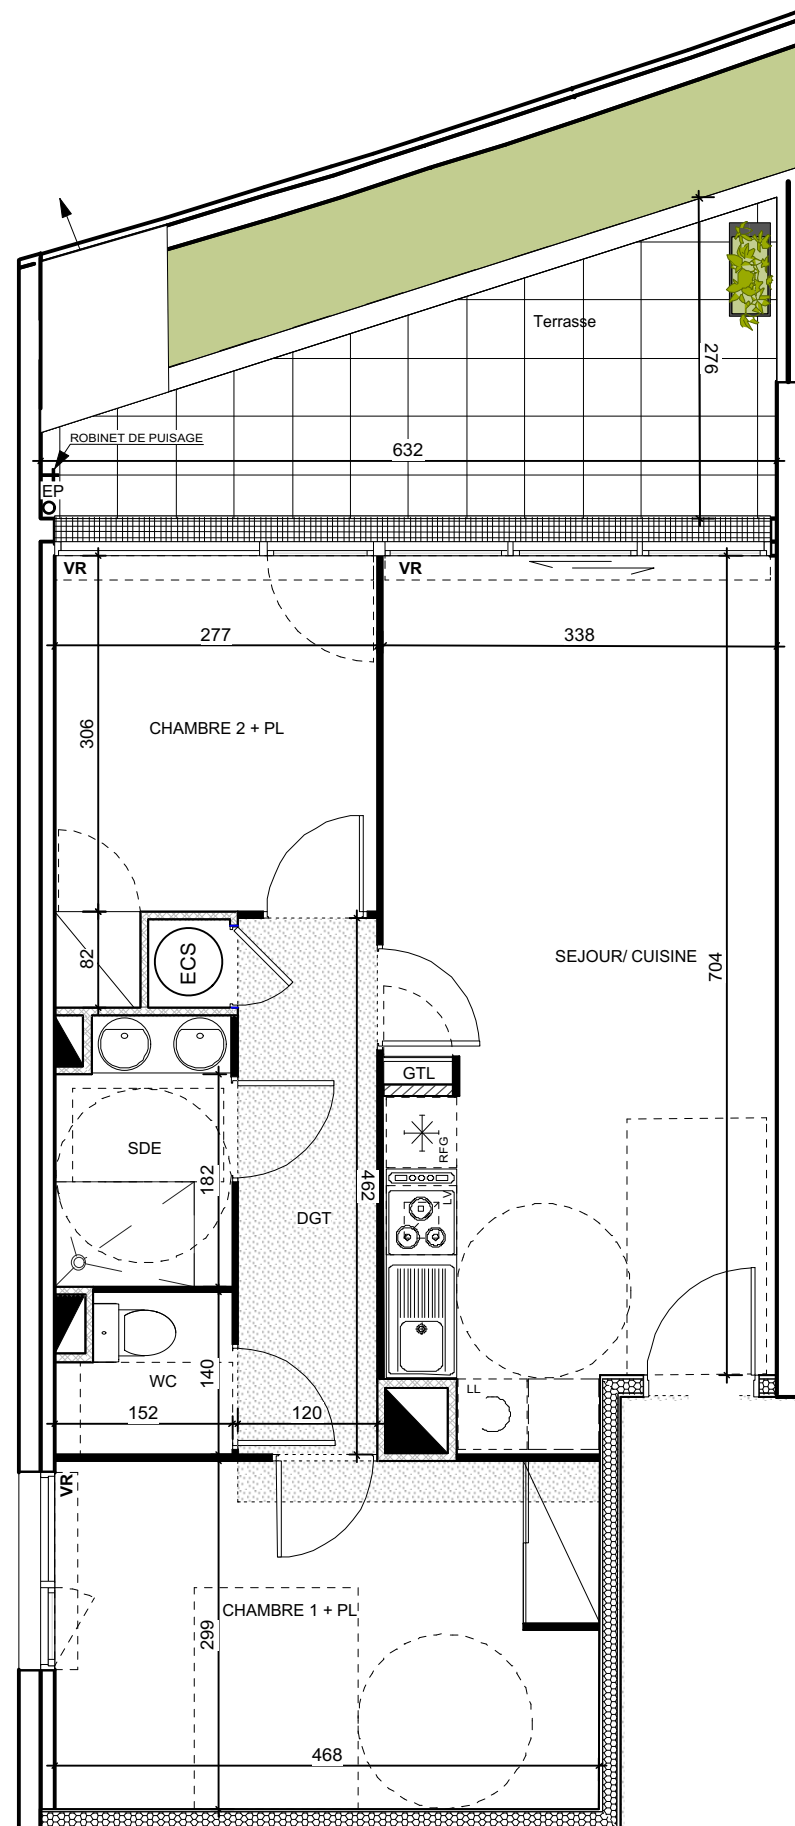 Terrasse
276
ROBINET DE PUISAGE
632
EP
VR
VR
277
338
306
CHAMBRE 2 + PL
82
ECS
SEJOUR/ CUISINE
704
GTL
SDE
RFG
182
462
LV
DGT
140
WC
LL
152
120
VR
CHAMBRE 1 + PL
299
468